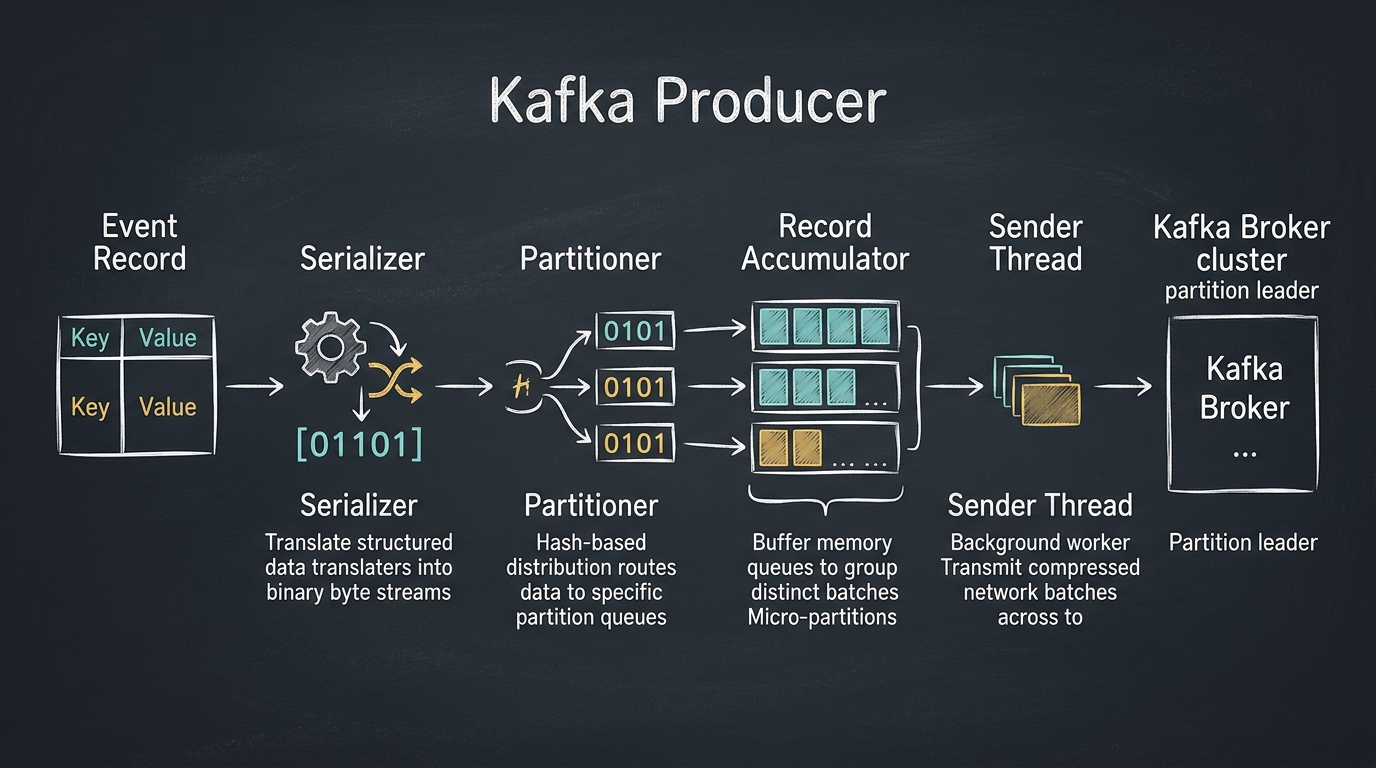 Kafka Producer
Event
Record
Serializer
Partitioner
Record
Accumulator
Sender
Thread
Kafka Broker
cluster
partition leader
Key Value
Key Value
[01101]
#
0101
0101
0101
... 
... ...
Kafka
Broker
...
Serializer
Translate structured
data translaters into
binary byte streams
Partitioner
Hash-based
distribution routes
data to specific
partition queues
Buffer memory
queues to group
distinct batches
Micro-partitions
Sender Thread
Background worker
Transmit compressed
network batches
across to
Partition leader